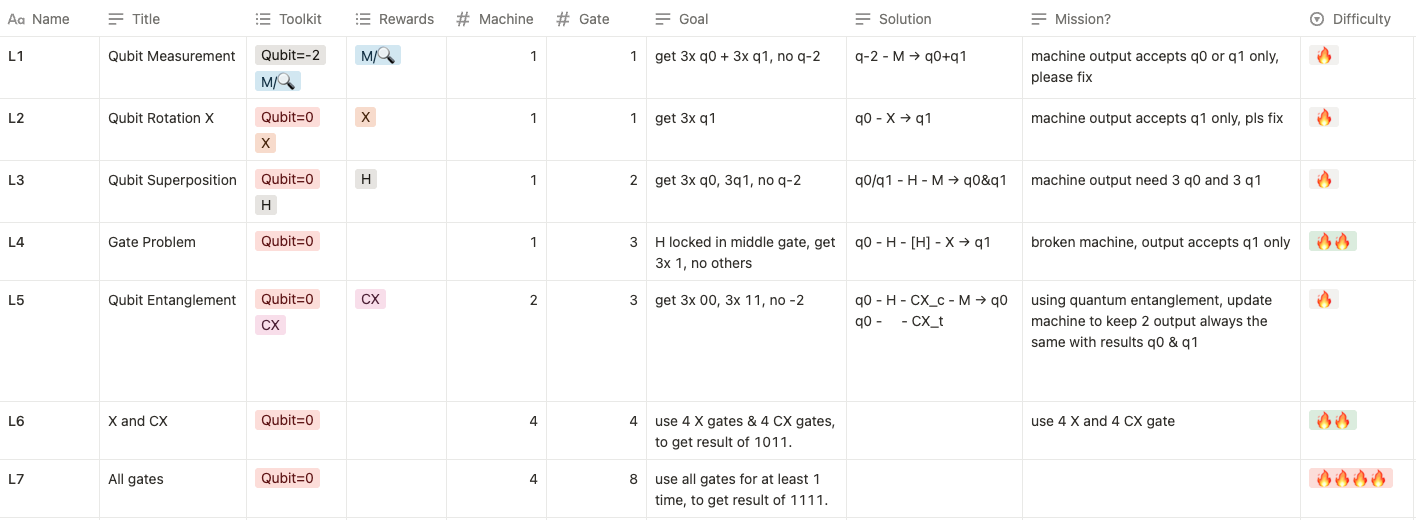 Aa Name Title Toolkit Rewards # Machine # Gate Goal Solution Mission? Difficulty
L1 Qubit Measurement Qubit=-2 M/🔍 1 1 get 3x q0 + 3x q1, no q-2 q-2 - M → q0+q1 machine output accepts q0 or q1 only, 🔥
M/🔍 please fix
L2 Qubit Rotation X Qubit=0 X 1 1 get 3x q1 q0 - X → q1 machine output accepts q1 only, pls fix 🔥
X
L3 Qubit Superposition Qubit=0 H 1 2 get 3x q0, 3q1, no q-2 q0/q1 - H - M → q0&q1 machine output need 3 q0 and 3 q1 🔥
H
L4 Gate Problem Qubit=0 1 3 H locked in middle gate, get q0 - H - [H] - X → q1 broken machine, output accepts q1 only 🔥🔥
3x 1, no others
L5 Qubit Entanglement Qubit=0 CX 2 3 get 3x 00, 3x 11, no -2 q0 - H - CX_c - M → q0 using quantum entanglement, update 🔥
CX q0 - - CX_t machine to keep 2 output always the
same with results q0 & q1
L6 X and CX Qubit=0 4 4 use 4 X gates & 4 CX gates, use 4 X and 4 CX gate 🔥🔥
to get result of 1011.
L7 All gates Qubit=0 4 8 use all gates for at least 1 🔥🔥🔥🔥
time, to get result of 1111.